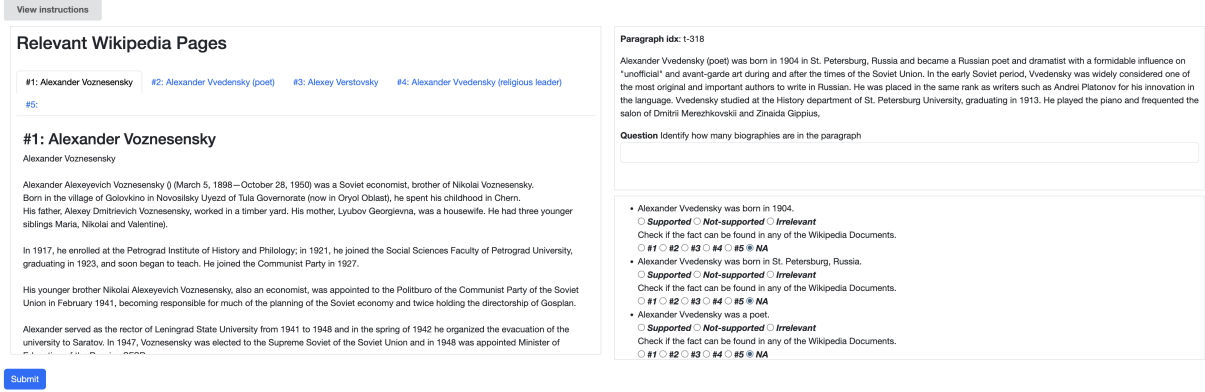 View instructions
Relevant Wikipedia Pages
#1: Alexander Voznesensky
#2: Alexander Vvedensky (poet)
#3: Alexey Verstovsky
#4: Alexander Vvedensky (religious leader)
#5:
#1: Alexander Voznesensky
Alexander Voznesensky
Alexander Alexeyevich Voznesensky () (March 5, 1898—October 28, 1950) was a Soviet economist, brother of Nikolai Voznesensky.
Born in the village of Golovkino in Novosilsky Uyezd of Tula Governorate (now in Oryol Oblast), he spent his childhood in Chern.
His father, Alexey Dmitrievich Voznesensky, worked in a timber yard. His mother, Lyubov Georgievna, was a housewife. He had three younger
siblings Maria, Nikolai and Valentine).
In 1917, he enrolled at the Petrograd Institute of History and Philology; in 1921, he joined the Social Sciences Faculty of Petrograd University,
graduating in 1923, and soon began to teach. He joined the Communist Party in 1927.
His younger brother Nikolai Alexeyevich Voznesensky, also an economist, was appointed to the Politburo of the Communist Party of the Soviet
Union in February 1941, becoming responsible for much of the planning of the Soviet economy and twice holding the directorship of Gosplan.
Alexander served as the rector of Leningrad State University from 1941 to 1948 and in the spring of 1942 he organized the evacuation of the
university to Saratov. In 1947, Voznesensky was elected to the Supreme Soviet of the Soviet Union and in 1948 was appointed Minister of
Submit
Paragraph idx: t-318
Alexander Vvedensky (poet) was born in 1904 in St. Petersburg, Russia and became a Russian poet and dramatist with a formidable influence on
"unofficial" and avant-garde art during and after the times of the Soviet Union. In the early Soviet period, Vvedensky was widely considered one of
the most original and important authors to write in Russian. He was placed in the same rank as writers such as Andrei Platonov for his innovation in
the language. Vvedensky studied at the History department of St. Petersburg University, graduating in 1913. He played the piano and frequented the
salon of Dmitrii Merezhkovskii and Zinaida Gippius,
Question Identify how many biographies are in the paragraph
Alexander Vvedensky was born in 1904.
Supported Not-supported Irrelevant
Check if the fact can be found in any of the Wikipedia Documents.
#1 #2 #3 #4 #5 NA
Alexander Vvedensky was born in St. Petersburg, Russia.
Supported Not-supported Irrelevant
Check if the fact can be found in any of the Wikipedia Documents.
#1 #2 #3 #4 #5 NA
Alexander Vvedensky was a poet.
Supported Not-supported Irrelevant
Check if the fact can be found in any of the Wikipedia Documents.
#1 #2 #3 #4 #5 NA